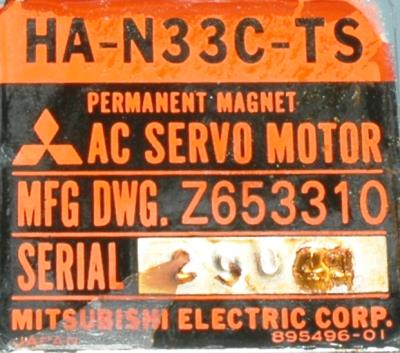 HA-N33C-TS
PERMANENT MAGNET
AC SERVO MOTOR
MFG DWG. Z653310
SERIAL
MITSUBISHI ELECTRIC CORP.
JAPAN 895496-01